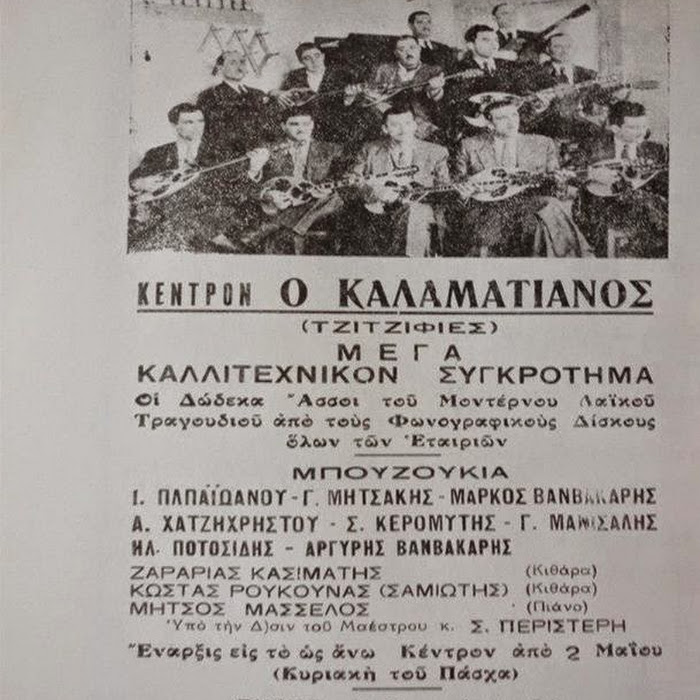 ΚΕΝΤΡΟΝ Ο ΚΑΛΑΜΑΤΙΑΝΟΣ
(ΤΖΙΤΖΙΦΙΕΣ)
ΜΕΓΑ
ΚΑΛΛΙΤΕΧΝΙΚΟΝ ΣΥΓΚΡΟΤΗΜΑ
Οἱ Δώδεκα Ἄσσοι τοῦ Μοντέρνου Λαϊκοῦ
Τραγουδιοῦ ἀπὸ τοὺς Φωνογραφικοὺς Δίσκους
ὅλων τῶν Ἑταιριῶν
ΜΠΟΥΖΟΥΚΙΑ
Ι. ΠΑΠΑΪΩΑΝΟΥ - Γ. ΜΗΤΣΑΚΗΣ - ΜΑΡΚΟΣ ΒΑΝΒΑΚΑΡΗΣ
Α. ΧΑΤΖΗΧΡΗΣΤΟΥ - Σ. ΚΕΡΟΜΥΤΗΣ - Γ. ΜΑΝΙΣΑΛΗΣ
ΗΛ. ΠΟΤΟΣΙΔΗΣ - ΑΡΓΥΡΗΣ ΒΑΝΒΑΚΑΡΗΣ
ΖΑΡΑΡΙΑΣ ΚΑΣΙΜΑΤΗΣ (Κιθάρα)
ΚΩΣΤΑΣ ΡΟΥΚΟΥΝΑΣ (ΣΑΜΙΩΤΗΣ) (Κιθάρα)
ΜΗΤΣΟΣ ΜΑΣΣΕΛΟΣ (Πιάνο)
Ὑπὸ τὴν Δ)σιν τοῦ Μαέστρου κ. Σ. ΠΕΡΙΣΤΕΡΗ
Ἔναρξις εἰς τὸ ὡς ἄνω Κέντρον ἀπὸ 2 Μαΐου
(Κυριακὴ τοῦ Πάσχα)